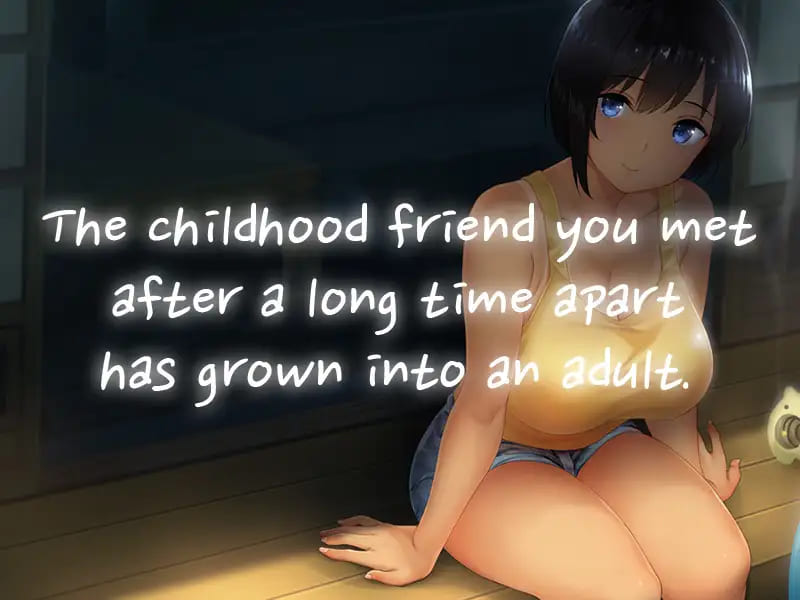 The childhood friend you met
after a long time apart
has grown into an adult.